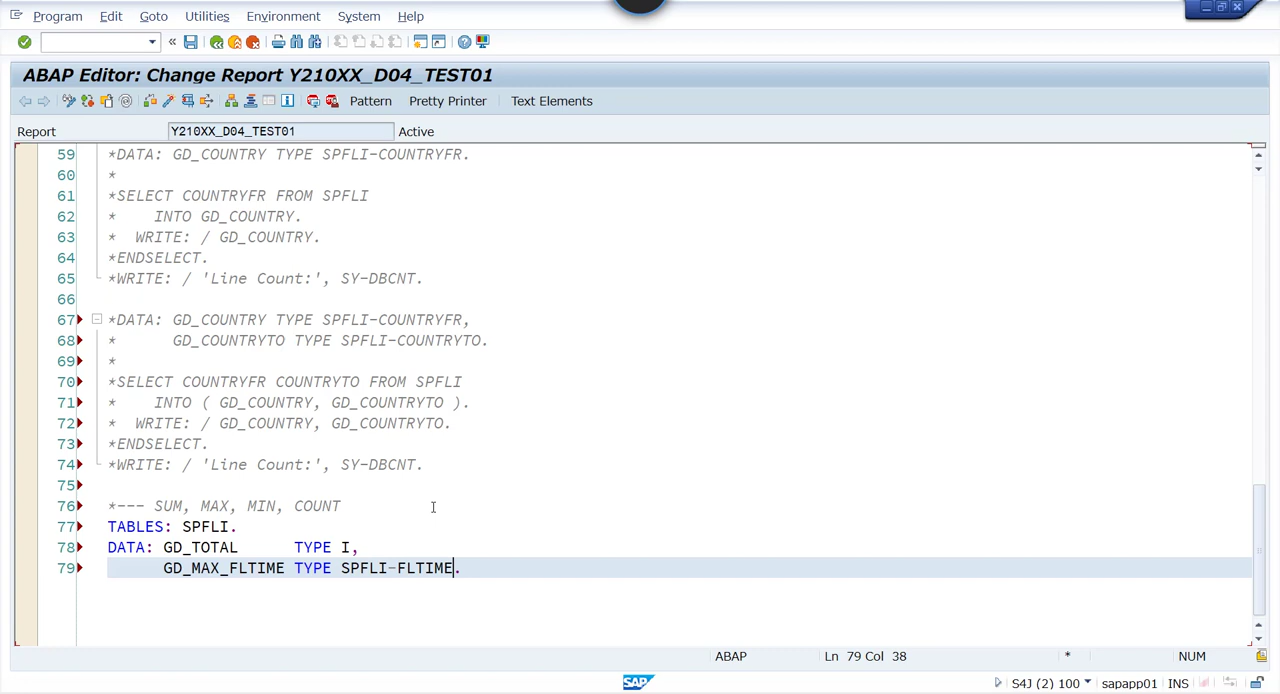 Program Edit Goto Utilities Environment System Help
«
ABAP Editor: Change Report Y210XX_D04_TEST01
Pattern Pretty Printer Text Elements
Report Y210XX_D04_TEST01 Active
59 *DATA: GD_COUNTRY TYPE SPFLI-COUNTRYFR.
60 *
61 *SELECT COUNTRYFR FROM SPFLI
62 *    INTO GD_COUNTRY.
63 *  WRITE: / GD_COUNTRY.
64 *ENDSELECT.
65 *WRITE: / 'Line Count:', SY-DBCNT.
66
67 *DATA: GD_COUNTRY TYPE SPFLI-COUNTRYFR,
68 *      GD_COUNTRYTO TYPE SPFLI-COUNTRYTO.
69 *
70 *SELECT COUNTRYFR COUNTRYTO FROM SPFLI
71 *    INTO ( GD_COUNTRY, GD_COUNTRYTO ).
72 *  WRITE: / GD_COUNTRY, GD_COUNTRYTO.
73 *ENDSELECT.
74 *WRITE: / 'Line Count:', SY-DBCNT.
75
76 *--- SUM, MAX, MIN, COUNT
77 TABLES: SPFLI.
78 DATA: GD_TOTAL      TYPE I,
79       GD_MAX_FLTIME TYPE SPFLI-FLTIME.
ABAP Ln 79 Col 38 * NUM
SAP S4J (2) 100 sapapp01 INS